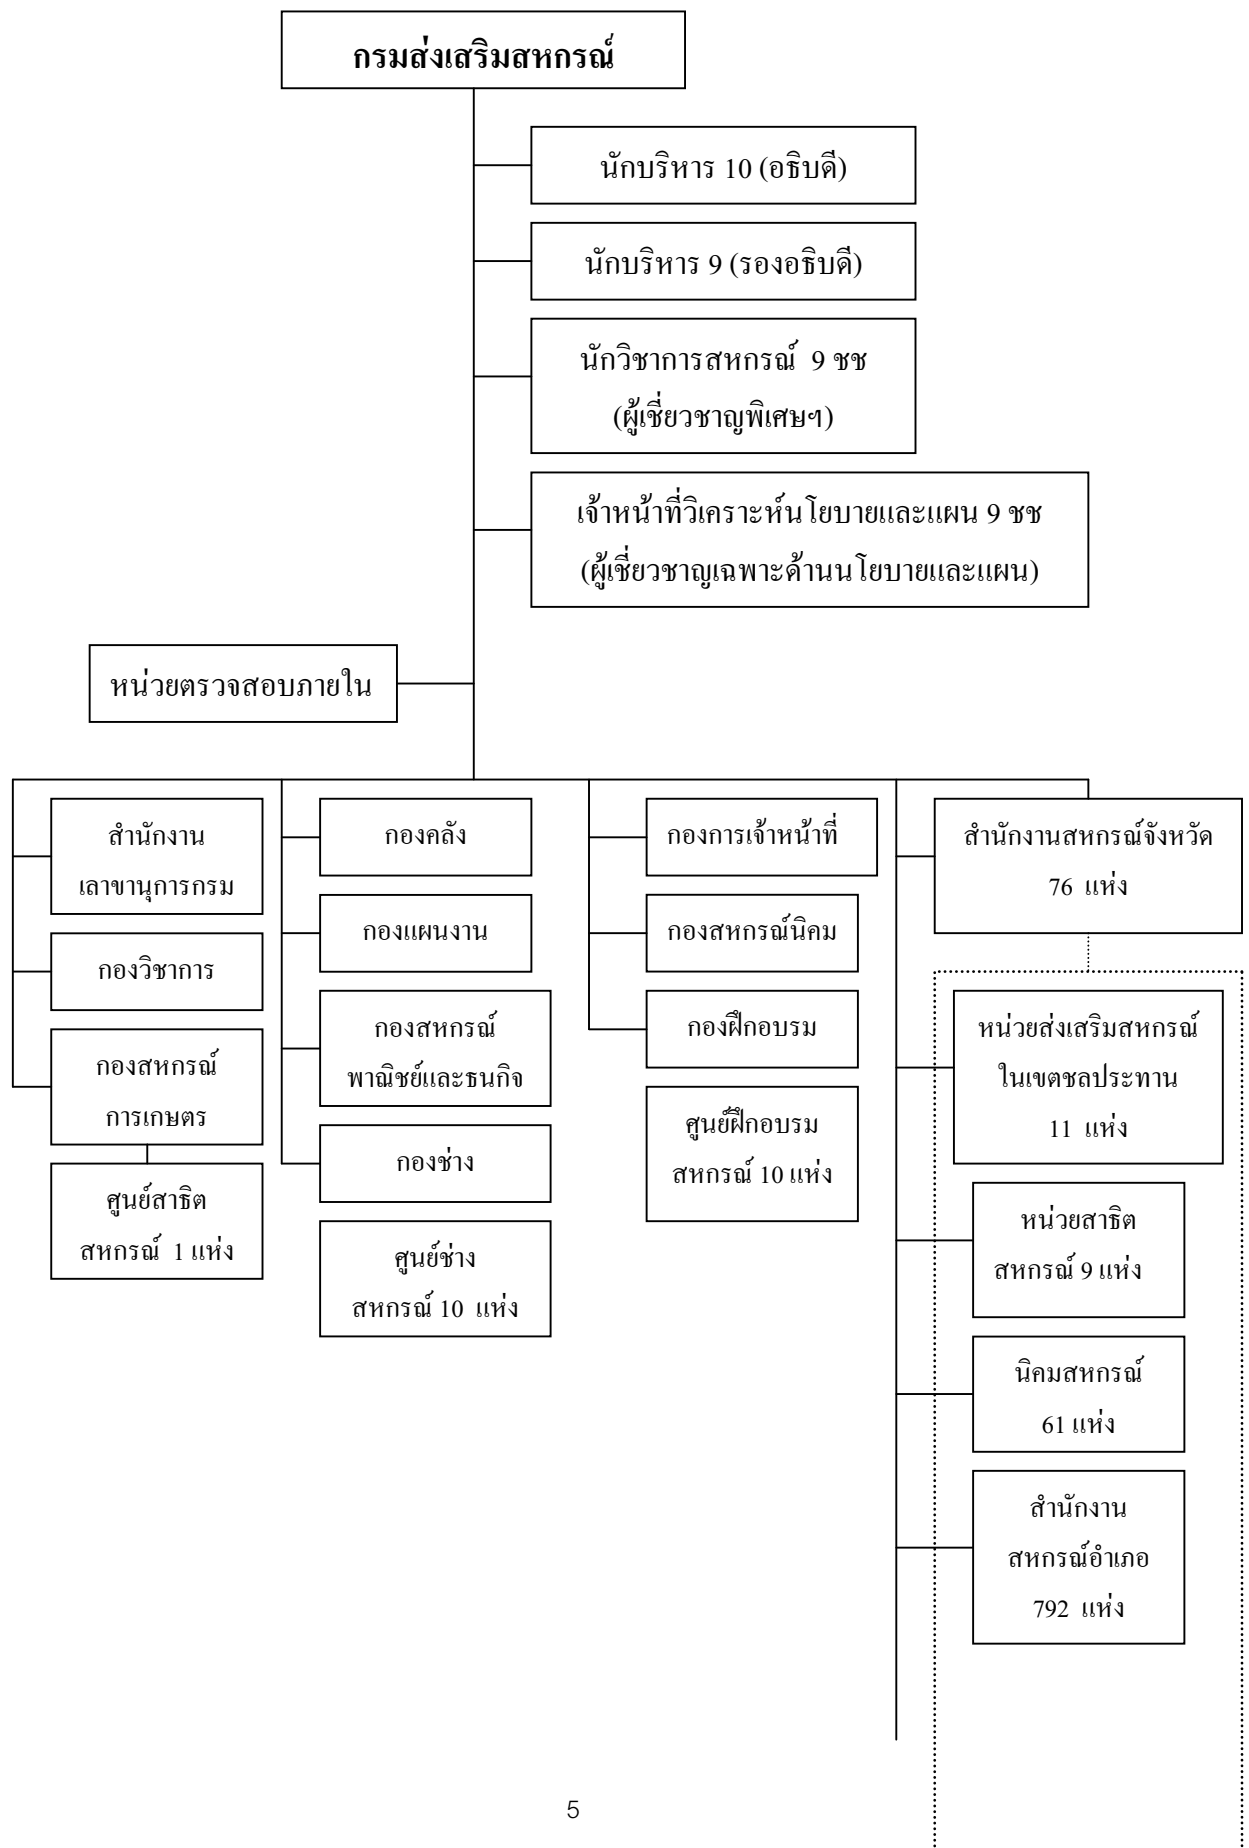 กรมส่งเสริมสหกรณ์
นักบริหาร 10 (อธิบดี)
นักบริหาร 9 (รองอธิบดี)
นักวิชาการสหกรณ์ 9 ชช
(ผู้เชี่ยวชาญพิเศษฯ)
เจ้าหน้าที่วิเคราะห์นโยบายและแผน 9 ชช
(ผู้เชี่ยวชาญเฉพาะด้านนโยบายและแผน)
หน่วยตรวจสอบภายใน
สำนักงาน
เลาขานุการกรม
กองวิชาการ
กองสหกรณ์
การเกษตร
ศูนย์สาธิต
สหกรณ์ 1 แห่ง
กองคลัง
กองแผนงาน
กองสหกรณ์
พาณิชย์และธนกิจ
กองช่าง
ศูนย์ช่าง
สหกรณ์ 10 แห่ง
กองการเจ้าหน้าที่
กองสหกรณ์นิคม
กองฝึกอบรม
ศูนย์ฝึกอบรม
สหกรณ์ 10 แห่ง
สำนักงานสหกรณ์จังหวัด
76 แห่ง
หน่วยส่งเสริมสหกรณ์
ในเขตชลประทาน
11 แห่ง
หน่วยสาธิต
สหกรณ์ 9 แห่ง
นิคมสหกรณ์
61 แห่ง
สำนักงาน
สหกรณ์อำเภอ
792 แห่ง
5